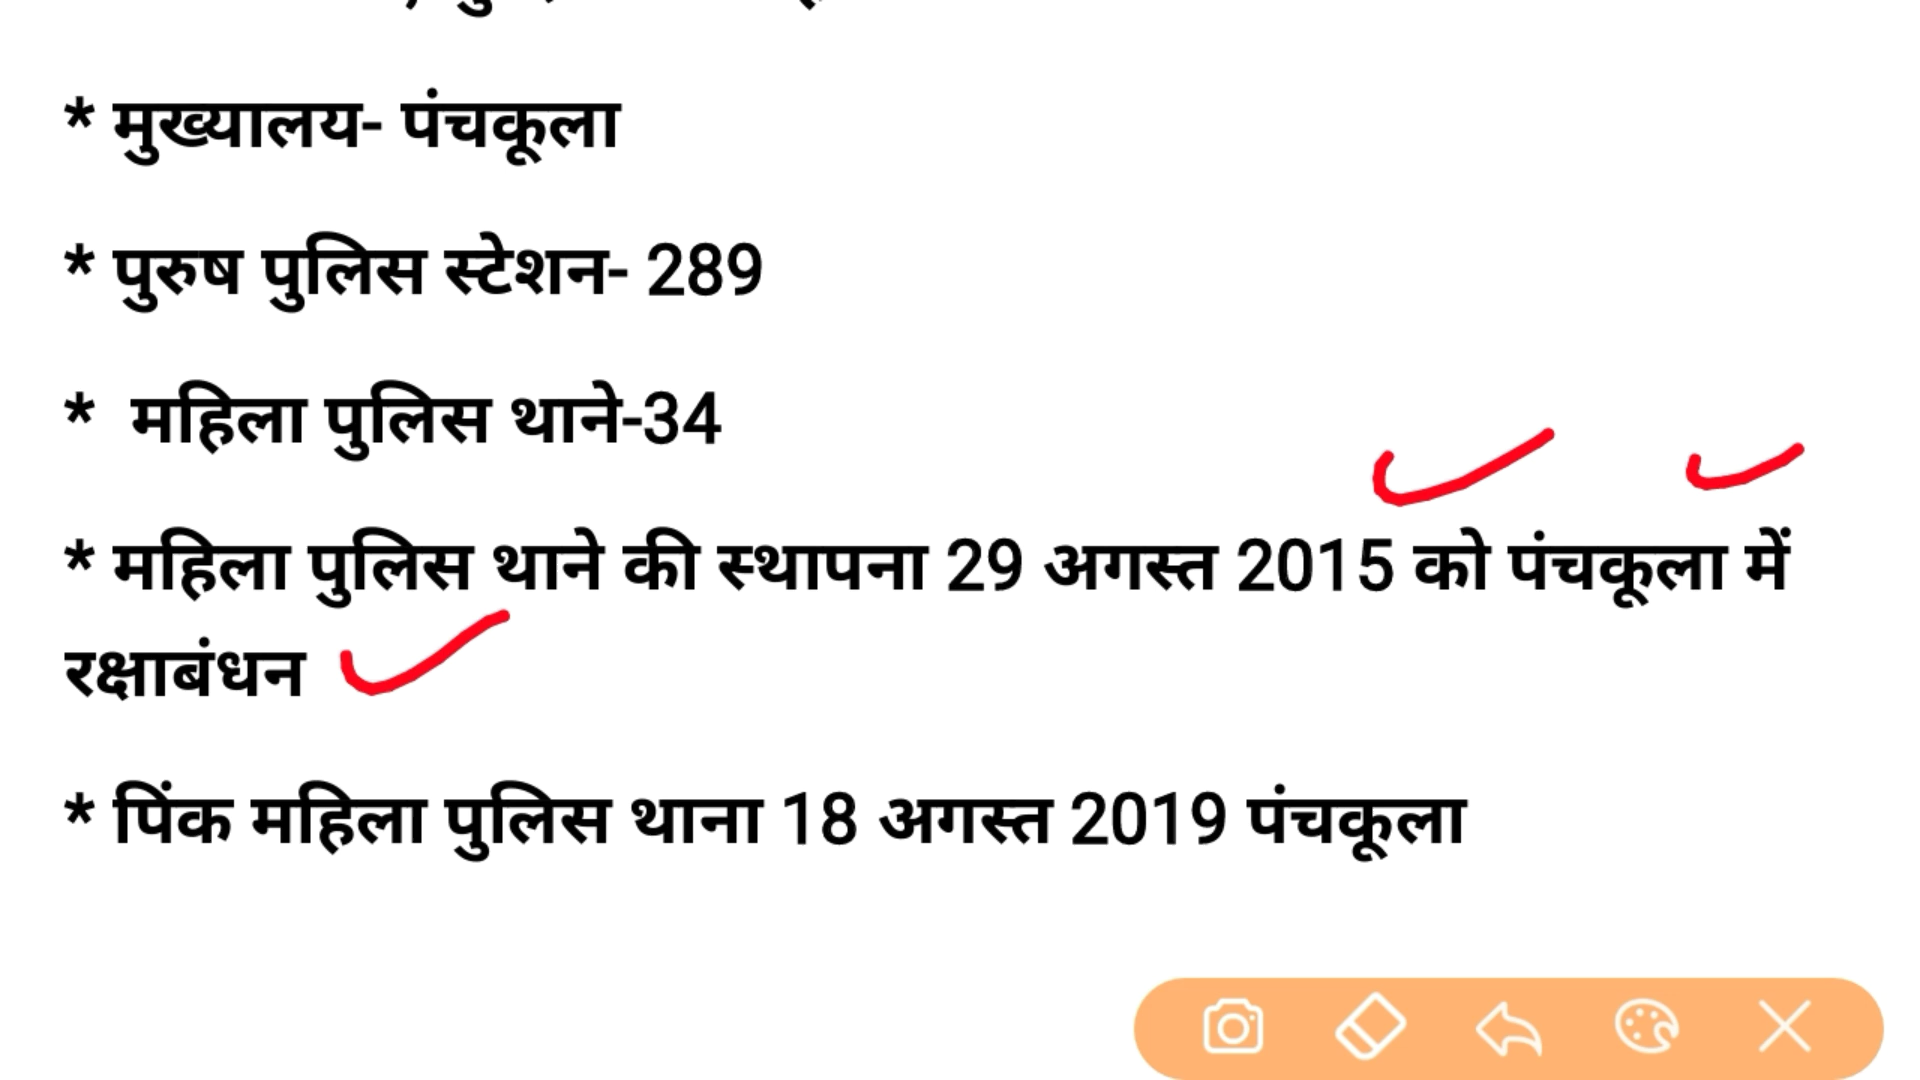 * मुख्यालय- पंचकूला
* पुरुष पुलिस स्टेशन- 289
* महिला पुलिस थाने-34
* महिला पुलिस थाने की स्थापना 29 अगस्त 2015 को पंचकूला में
रक्षाबंधन
* पिंक महिला पुलिस थाना 18 अगस्त 2019 पंचकूला